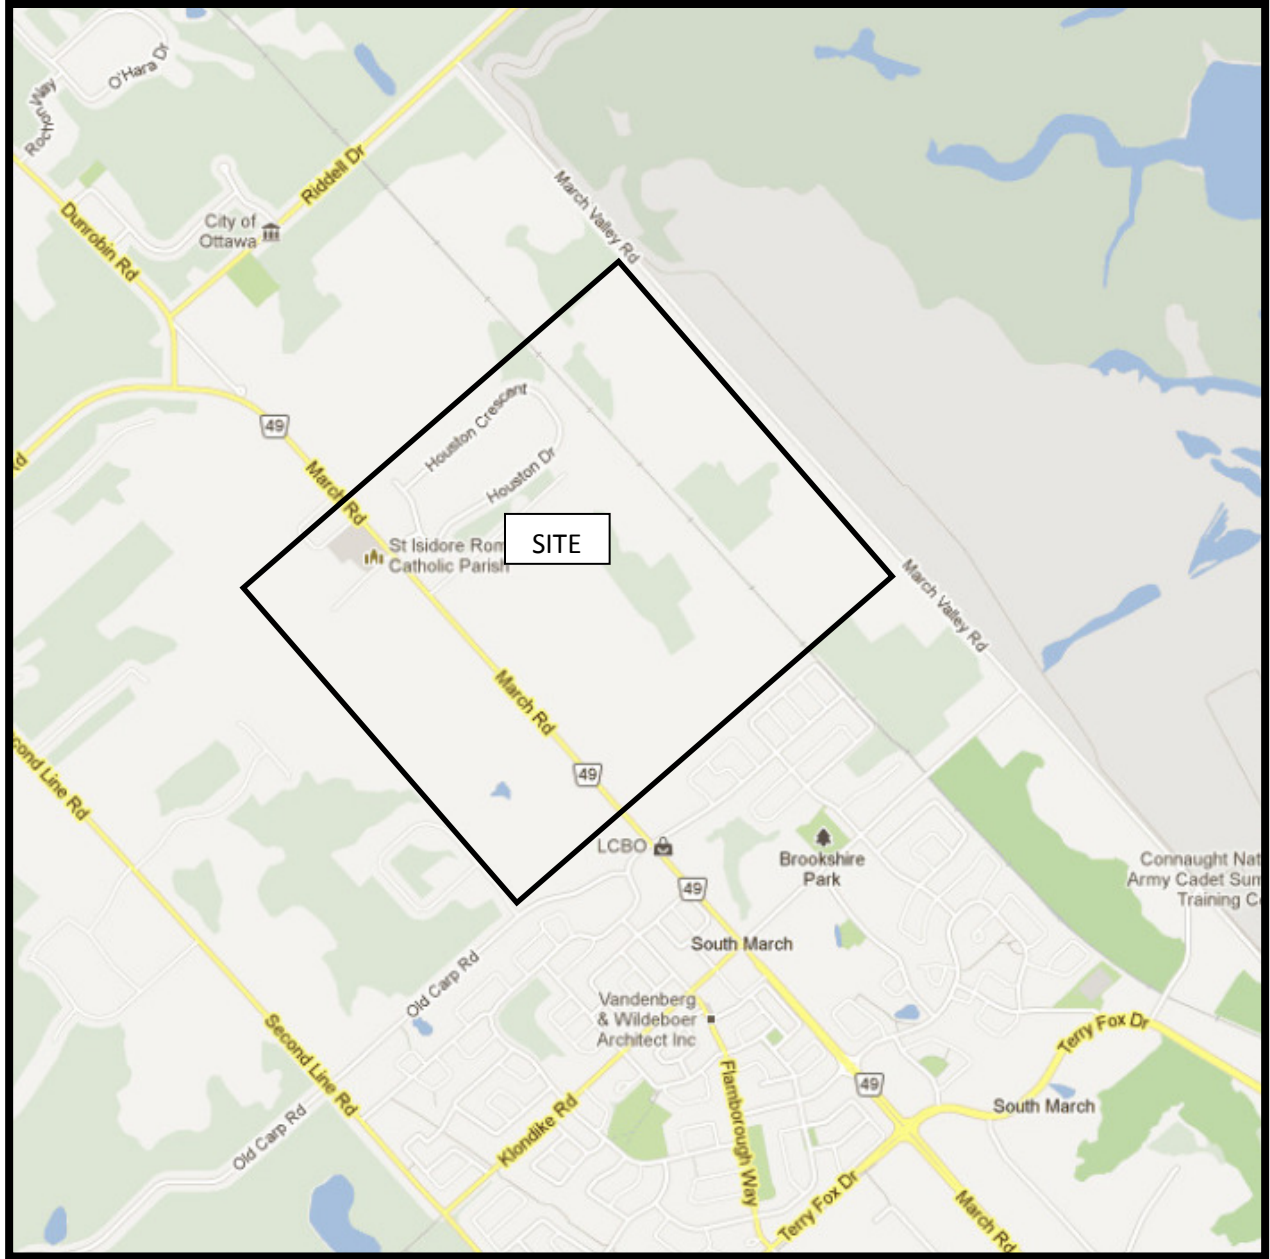 O'Hara Dr
Rochuon Way
Riddell Dr
March Valley Rd
City of
Ottawa
Dunrobin Rd
49
March Rd
Houston Crescent
Houston Dr
SITE
St Isidore Rom
Catholic Parish
March Valley Rd
March Rd
49
cond Line Rd
LCBO
Brookshire
Park
Connaught Nat
Army Cadet Sum
Training Ce
49
South March
Old Carp Rd
Vandenberg
& Wildeboer
Architect Inc
Second Line Rd
Terry Fox Dr
49
South March
Flamborough Way
Klondike Rd
Old Carp Rd
Terry Fox Dr
March Rd